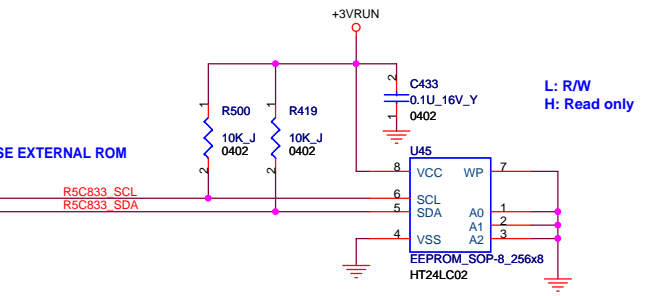 +3VRUN
2
C433
0.1U_16V_Y
1
0402
L: R/W
H: Read only
1
R500
10K_J
0402
2
1
R419
10K_J
0402
2
SE EXTERNAL ROM
U45
8 VCC WP 7
R5C833_SCL
6 SCL
R5C833_SDA
5 SDA A0 1
A1 2
4 VSS A2 3
EEPROM_SOP-8_256x8
HT24LC02